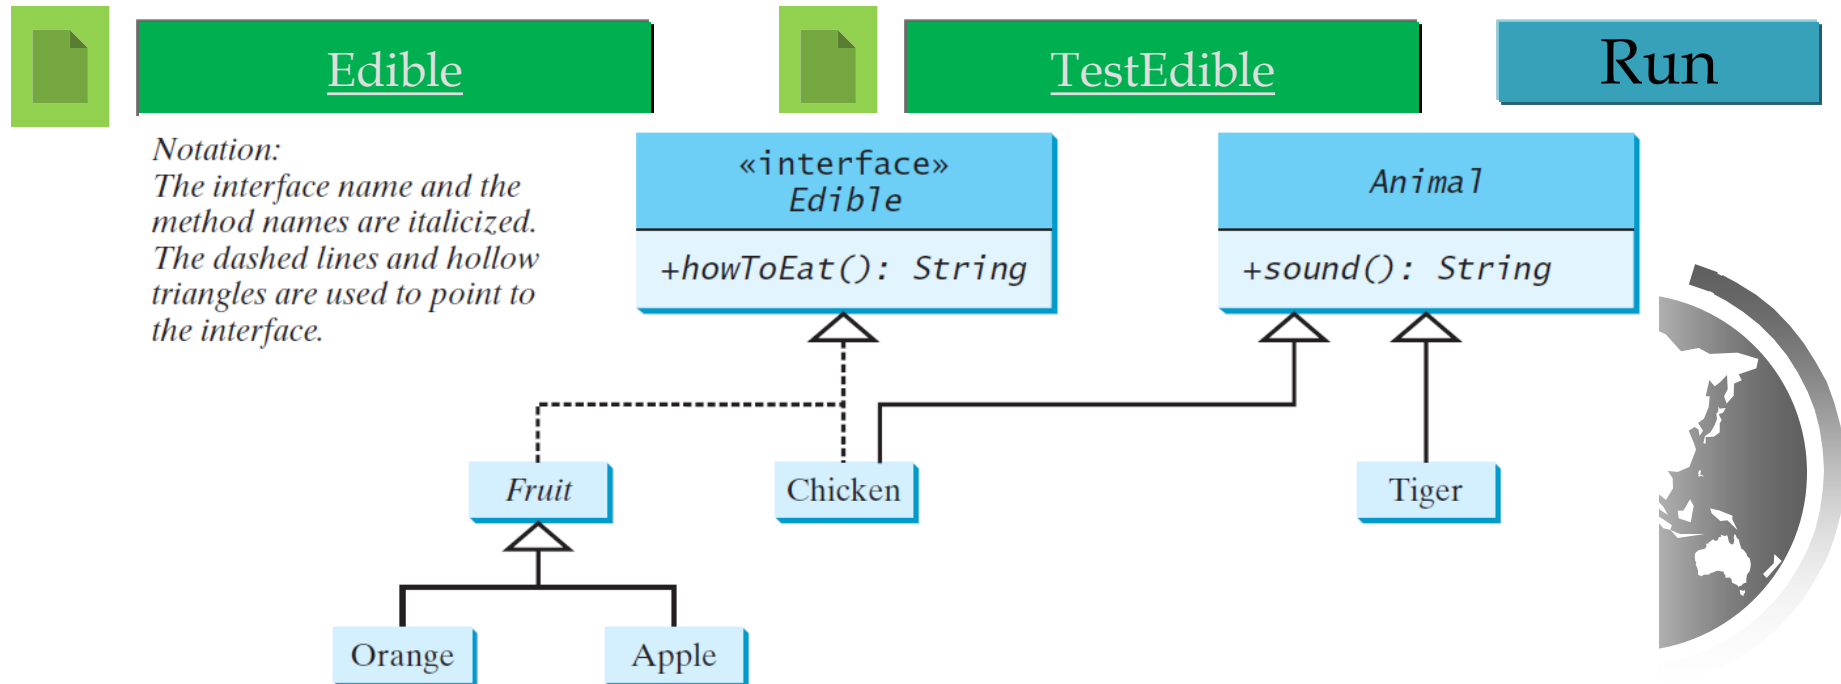 Edible
TestEdible
Run
Notation:
The interface name and the
method names are italicized.
The dashed lines and hollow
triangles are used to point to
the interface.
«interface»
Edible
+howToEat(): String
Animal
+sound(): String
Fruit
Chicken
Tiger
Orange
Apple